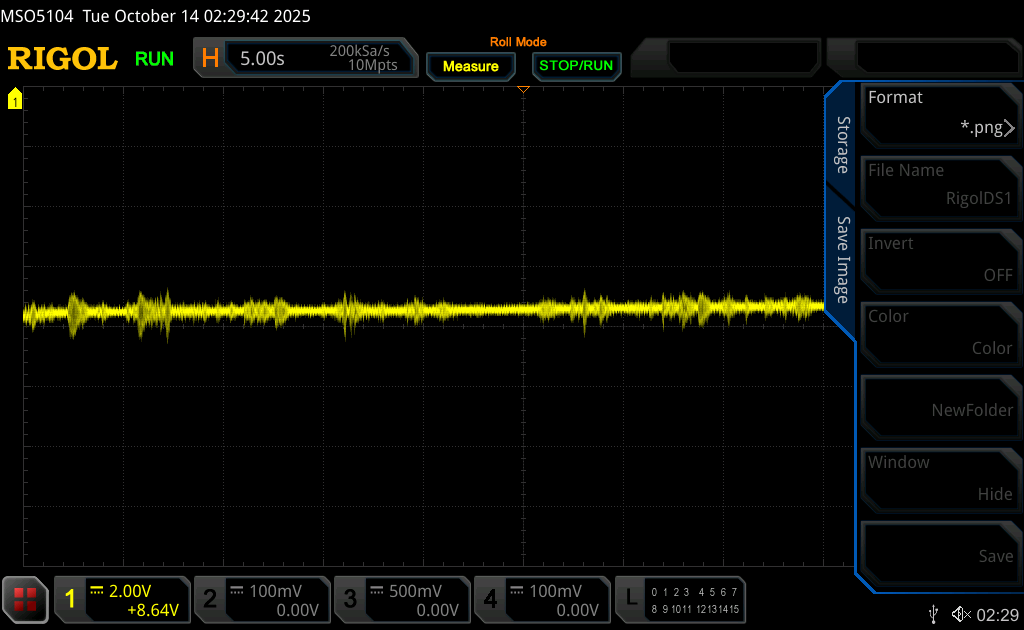 MSO5104 Tue October 14 02:29:42 2025
RIGOL RUN H 5.00s 200kSa/s 10Mpts Roll Mode Measure STOP/RUN
1
Format
*.png
File Name
RigolDS1
Invert
OFF
Color
Color
NewFolder
Window
Hide
Save
Storage
Save Image
1 2.00V +8.64V
2 100mV 0.00V
3 500mV 0.00V
4 100mV 0.00V
L 0 1 2 3 4 5 6 7
8 9 10 11 12 13 14 15
02:29